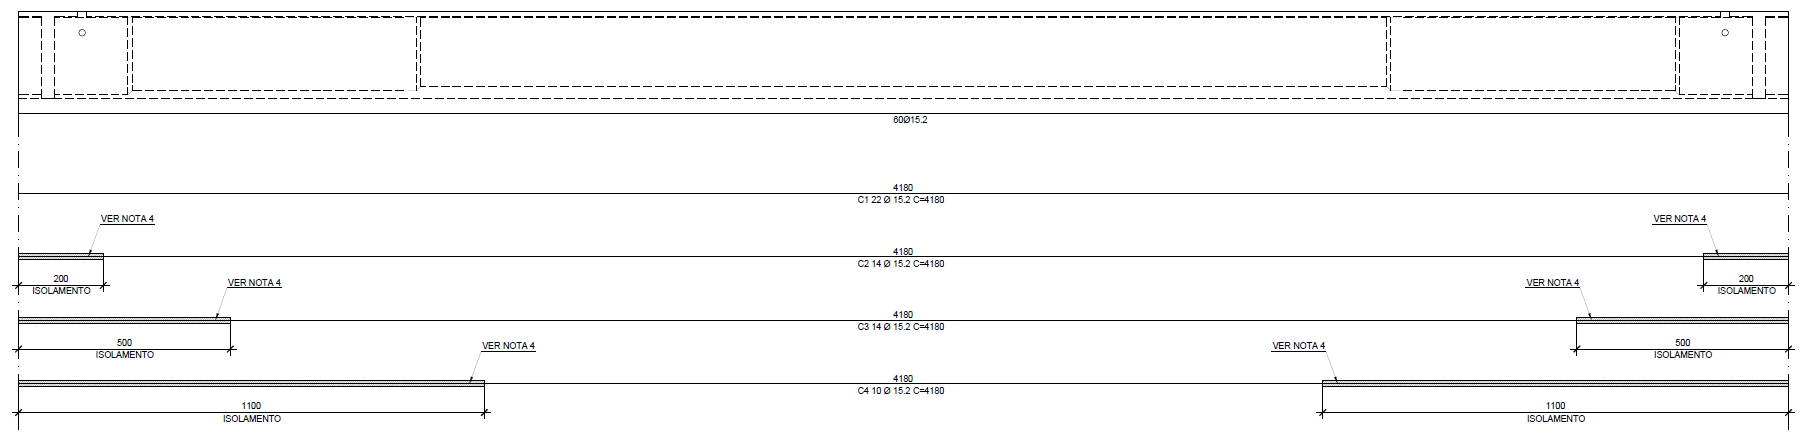 60Ø15.2
4180
C1 22 Ø 15.2 C=4180
VER NOTA 4
VER NOTA 4
4180
C2 14 Ø 15.2 C=4180
200
ISOLAMENTO
200
ISOLAMENTO
VER NOTA 4
VER NOTA 4
4180
C3 14 Ø 15.2 C=4180
500
ISOLAMENTO
500
ISOLAMENTO
VER NOTA 4
VER NOTA 4
4180
C4 10 Ø 15.2 C=4180
1100
ISOLAMENTO
1100
ISOLAMENTO